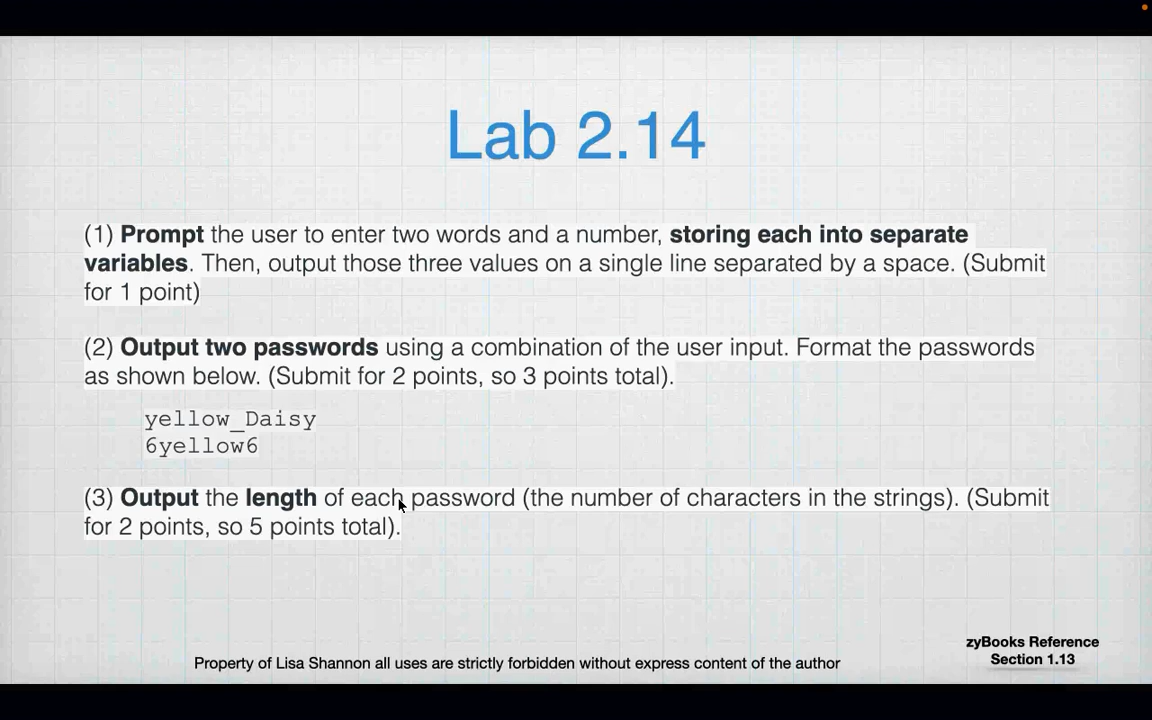 Lab 2.14
(1) Prompt the user to enter two words and a number, storing each into separate
variables. Then, output those three values on a single line separated by a space. (Submit
for 1 point)
(2) Output two passwords using a combination of the user input. Format the passwords
as shown below. (Submit for 2 points, so 3 points total).
yellow_Daisy
6yellow6
(3) Output the length of each password (the number of characters in the strings). (Submit
for 2 points, so 5 points total).
zyBooks Reference
Section 1.13
Property of Lisa Shannon all uses are strictly forbidden without express content of the author